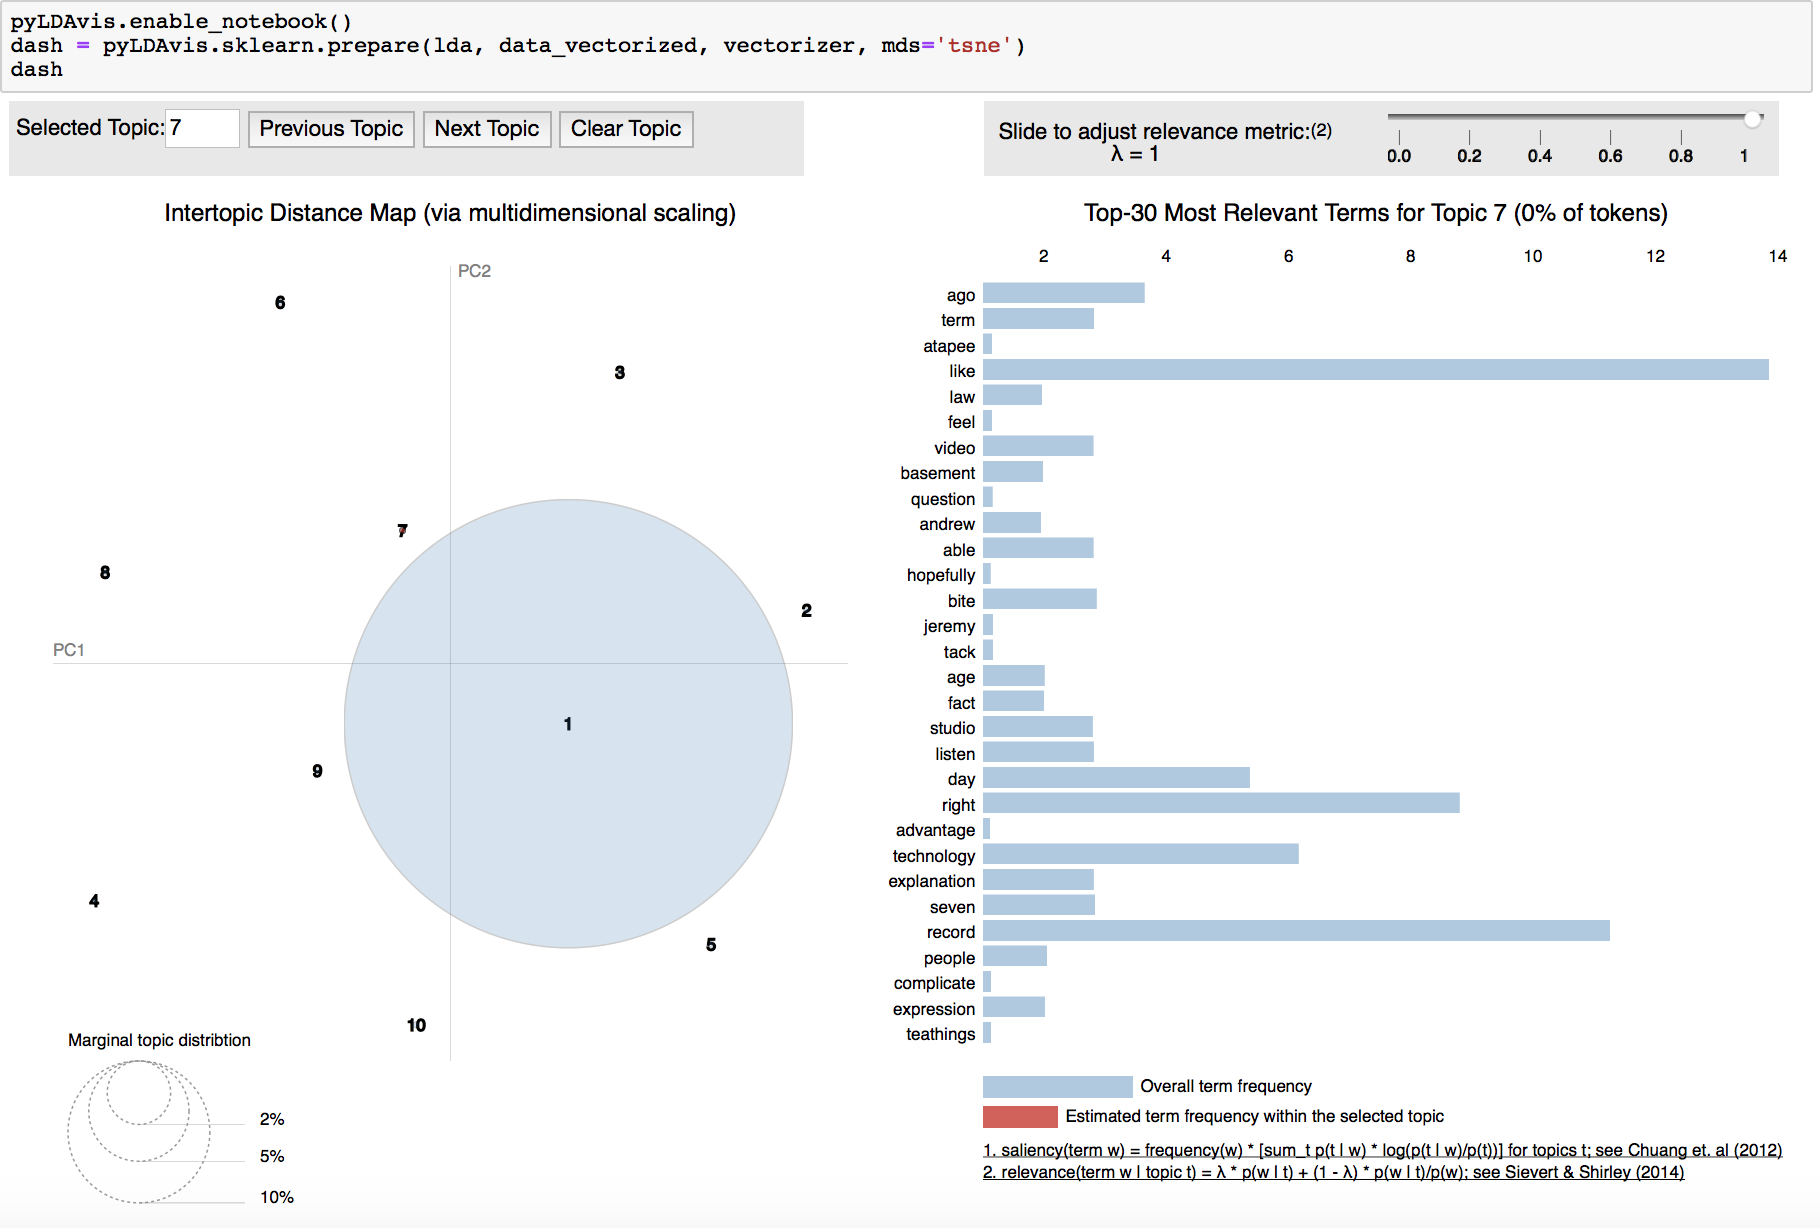 pyLDAvis.enable_notebook()
dash = pyLDAvis.sklearn.prepare(lda, data_vectorized, vectorizer, mds='tsne')
dash
Selected Topic: 7 Previous Topic Next Topic Clear Topic
Slide to adjust relevance metric:(2)
λ = 1
0.0 0.2 0.4 0.6 0.8 1
Intertopic Distance Map (via multidimensional scaling)
PC2
6
3
7
8
2
PC1
1
9
4
5
10
Marginal topic distribtion
2%
5%
10%
Top-30 Most Relevant Terms for Topic 7 (0% of tokens)
2 4 6 8 10 12 14
ago
term
atapee
like
law
feel
video
basement
question
andrew
able
hopefully
bite
jeremy
tack
age
fact
studio
listen
day
right
advantage
technology
explanation
seven
record
people
complicate
expression
teathings
Overall term frequency
Estimated term frequency within the selected topic
1. saliency(term w) = frequency(w) * [sum_t p(t | w) * log(p(t | w)/p(t))] for topics t; see Chuang et. al (2012)
2. relevance(term w | topic t) = λ * p(w | t) + (1 - λ) * p(w | t)/p(w); see Sievert & Shirley (2014)